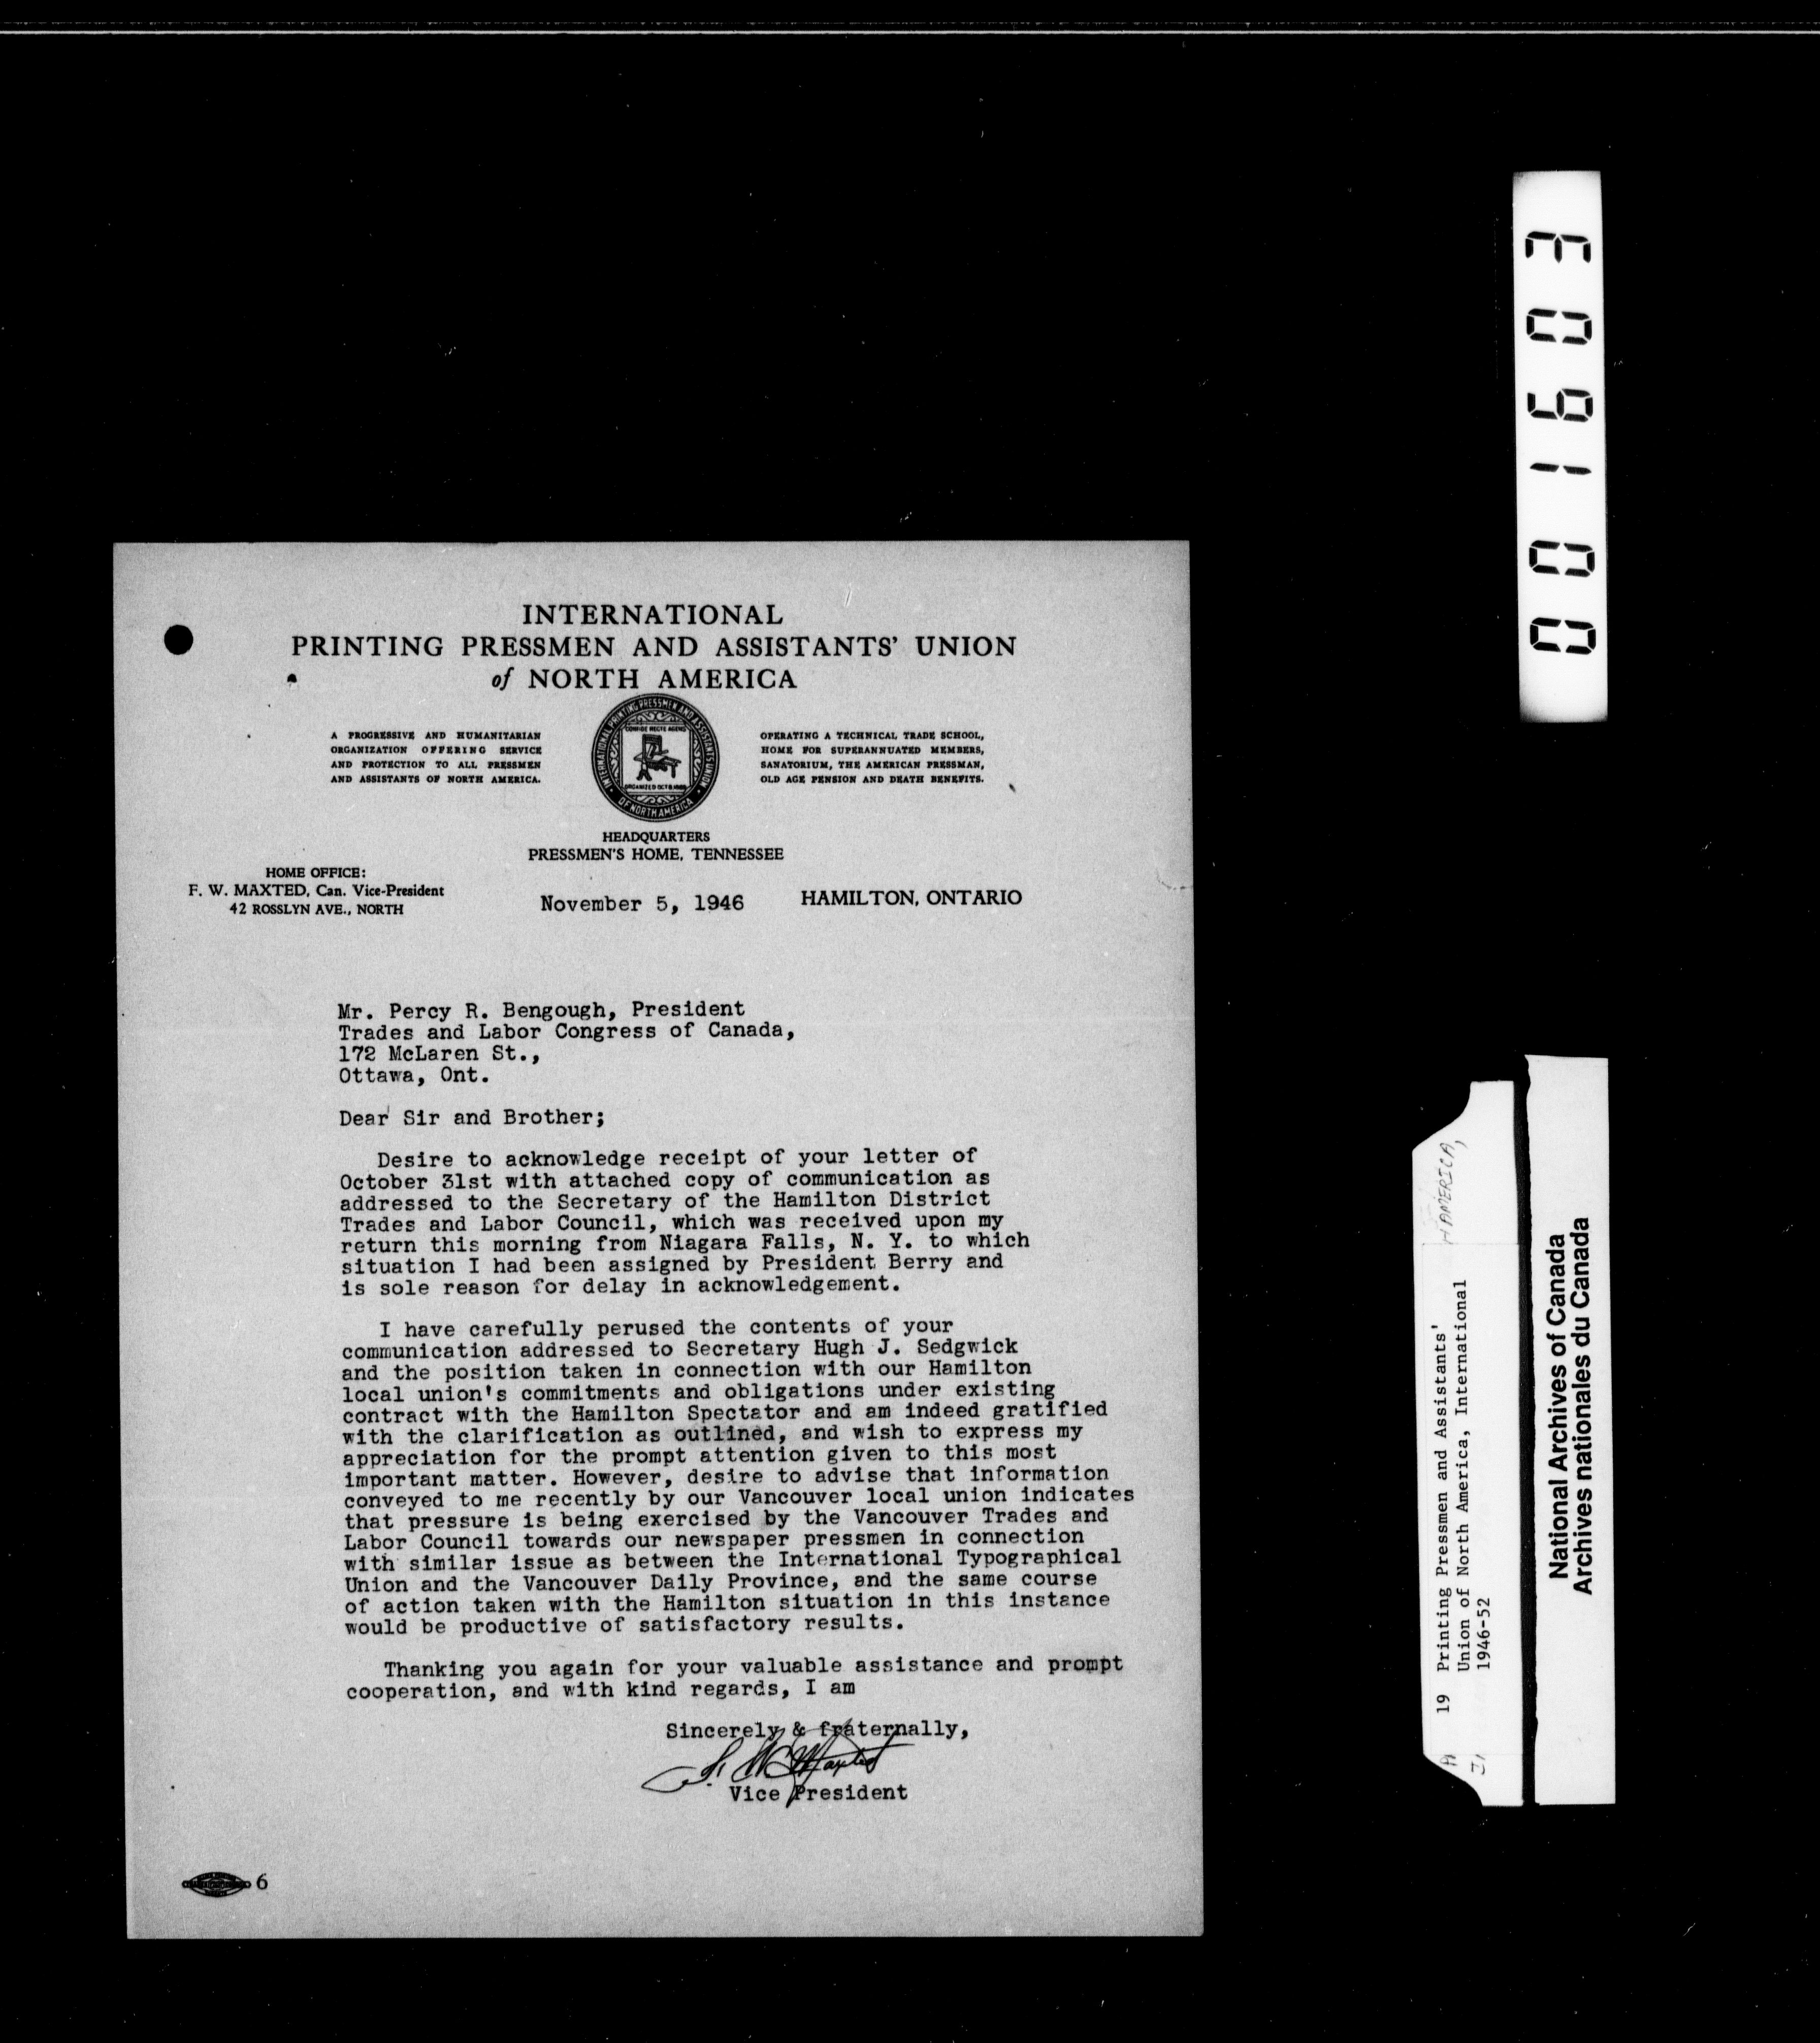 INTERNATIONAL
PRINTING PRESSMEN AND ASSISTANTS' UNION
of NORTH AMERICA
A PROGRESSIVE AND HUMANITARIAN
ORGANIZATION OFFERING SERVICE
AND PROTECTION TO ALL PRESSMEN
AND ASSISTANTS OF NORTH AMERICA.
OPERATING A TECHNICAL TRADE SCHOOL,
HOME FOR SUPERANNUATED MEMBERS,
SANATORIUM, THE AMERICAN PRESSMAN,
OLD AGE PENSION AND DEATH BENEFITS.
INTERNATIONAL PRINTING PRESSMEN AND ASSISTANTS UNION
OF NORTH AMERICA
HEADQUARTERS
PRESSMEN'S HOME, TENNESSEE
HOME OFFICE:
F. W. MAXTED, Can. Vice-President
42 ROSSLYN AVE., NORTH
November 5, 1946
HAMILTON, ONTARIO
Mr. Percy R. Bengough, President
Trades and Labor Congress of Canada,
172 McLaren St.,
Ottawa, Ont.
Dear Sir and Brother;
Desire to acknowledge receipt of your letter of
October 31st with attached copy of communication as
addressed to the Secretary of the Hamilton District
Trades and Labor Council, which was received upon my
return this morning from Niagara Falls, N. Y. to which
situation I had been assigned by President Berry and
is sole reason for delay in acknowledgement.
I have carefully perused the contents of your
communication addressed to Secretary Hugh J. Sedgwick
and the position taken in connection with our Hamilton
local union's commitments and obligations under existing
contract with the Hamilton Spectator and am indeed gratified
with the clarification as outlined, and wish to express my
appreciation for the prompt attention given to this most
important matter. However, desire to advise that information
conveyed to me recently by our Vancouver local union indicates
that pressure is being exercised by the Vancouver Trades and
Labor Council towards our newspaper pressmen in connection
with similar issue as between the International Typographical
Union and the Vancouver Daily Province, and the same course
of action taken with the Hamilton situation in this instance
would be productive of satisfactory results.
Thanking you again for your valuable assistance and prompt
cooperation, and with kind regards, I am
Sincerely & fraternally,
F. W. Maxted
Vice President
6
001603
19 Printing Pressmen and Assistants'
Union of North America, International
1946-52
National Archives of Canada
Archives nationales du Canada